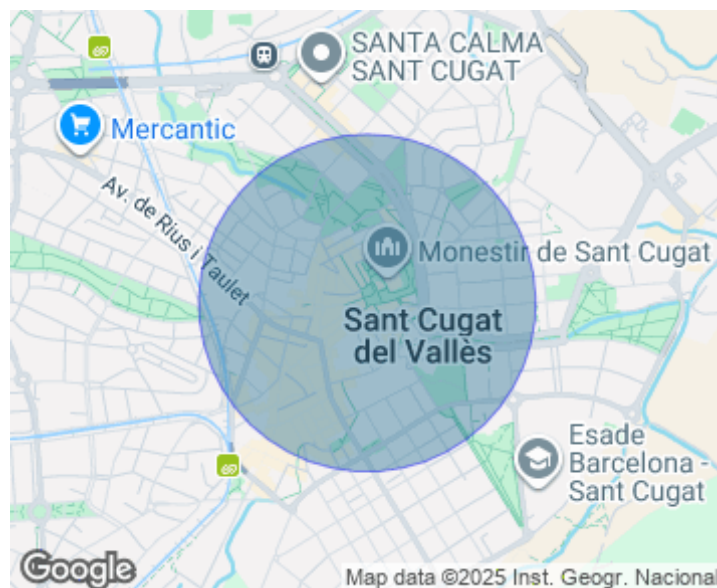 SANTA CALMA
SANT CUGAT
Mercantic
Av. de Rius i Taulet
Monestir de Sant Cugat
Sant Cugat
del Vallès
Esade
Barcelona -
Sant Cugat
Google
Map data ©2025 Inst. Geogr. Nacional